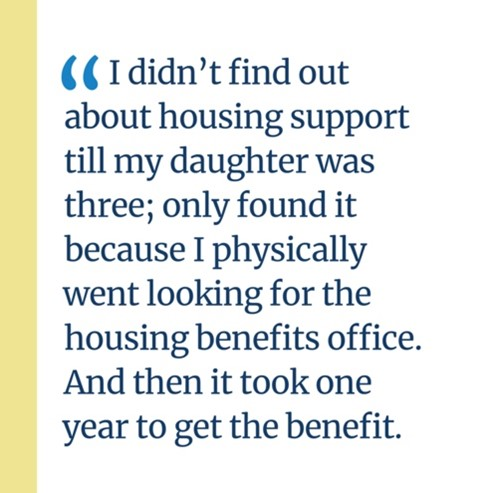 “ I didn’t find out
about housing support
till my daughter was
three; only found it
because I physically
went looking for the
housing benefits office.
And then it took one
year to get the benefit.